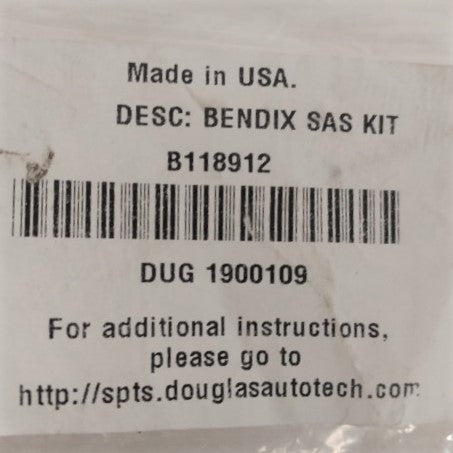 Made in USA.
DESC: BENDIX SAS KIT
B118912
DUG 1900109
For additional instructions,
please go to
http://spts.douglasautotech.com